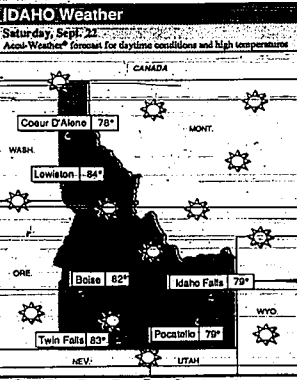 IDAHO Weather
Saturday, Sept. 22
Accu-Weather® forecast for daytime conditions and high temperatures
CANADA
Coeur D'Alene 78°
MONT.
WASH.
Lewiston 84°
ORE.
Boise 82°
Idaho Falls 79°
WYO.
Twin Falls 83°
Pocatello 79°
NEV.
UTAH